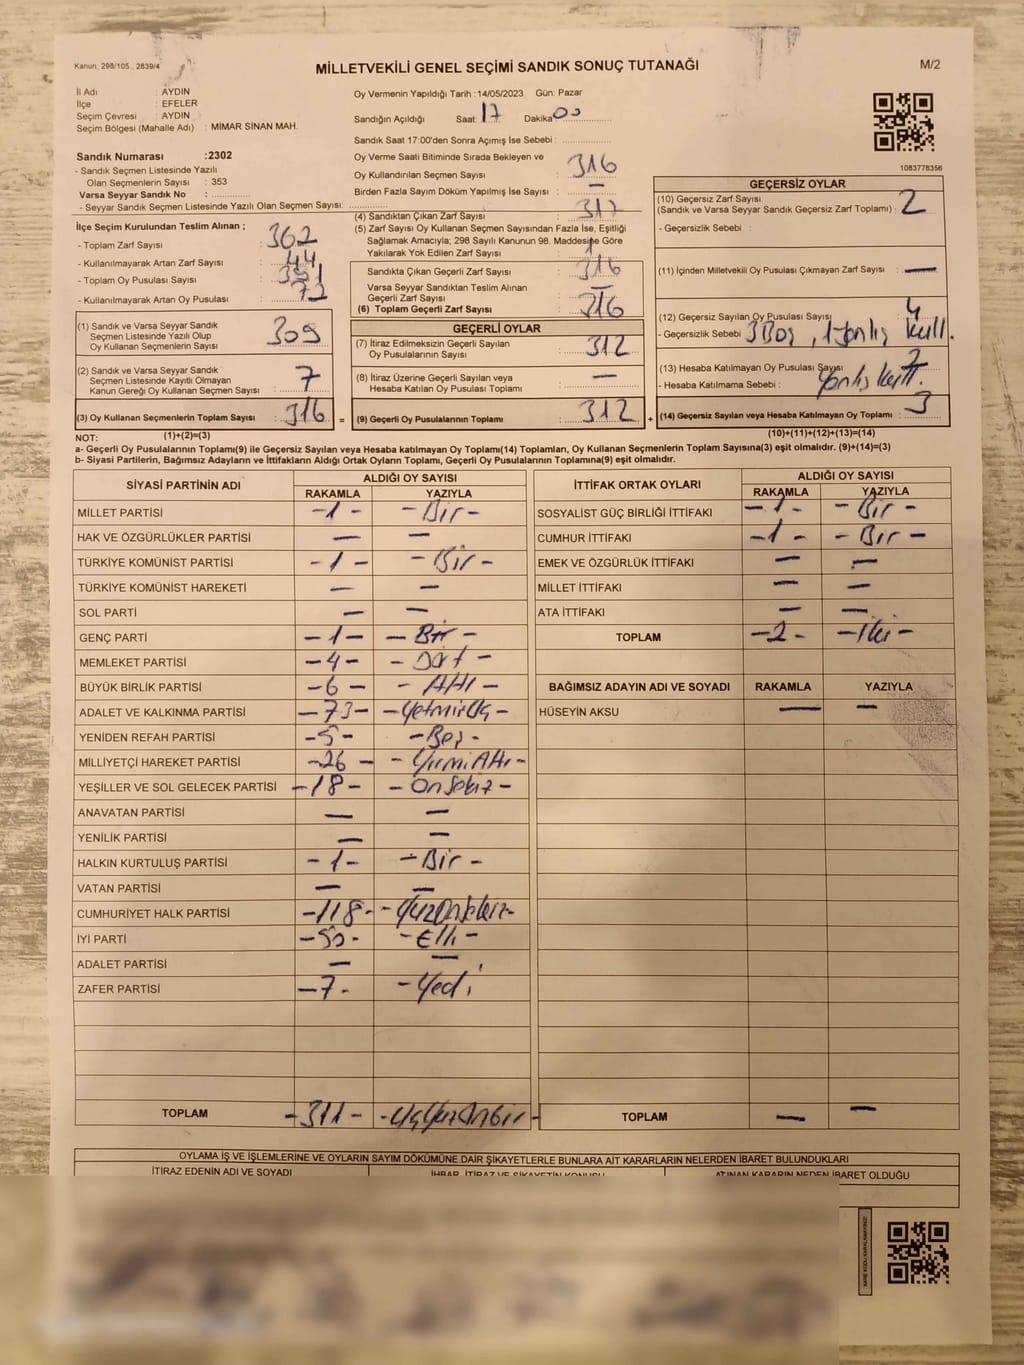 Kanun: 298/105 , 2839/4
MİLLETVEKİLİ GENEL SEÇİMİ SANDIK SONUÇ TUTANAĞI
M/2
İl Adı : AYDIN
İlçe : EFELER
Seçim Çevresi : AYDIN
Seçim Bölgesi (Mahalle Adı) : MİMAR SİNAN MAH.
Sandık Numarası :2302
- Sandık Seçmen Listesinde Yazılı
Olan Seçmenlerin Sayısı : 353
Varsa Seyyar Sandık No :
- Seyyar Sandık Seçmen Listesinde Yazılı Olan Seçmen Sayısı:
Oy Vermenin Yapıldığı Tarih : 14/05/2023 Gün: Pazar
Sandığın Açıldığı Saat: 17 Dakika: 00
Sandık Saat 17:00'den Sonra Açımış İse Sebebi :
Oy Verme Saati Bitiminde Sırada Bekleyen ve
Oy Kullandırılan Seçmen Sayısı : 316
Birden Fazla Sayım Döküm Yapılmış İse Sayısı : —
1083778356
İlçe Seçim Kurulundan Teslim Alınan ;
- Toplam Zarf Sayısı : 362
- Kullanılmayarak Artan Zarf Sayısı : 44
- Toplam Oy Pusulası Sayısı : 391
- Kullanılmayarak Artan Oy Pusulası :
(4) Sandıktan Çıkan Zarf Sayısı : 317
(5) Zarf Sayısı Oy Kullanan Seçmen Sayısından Fazla İse, Eşitliği
Sağlamak Amacıyla; 298 Sayılı Kanunun 98. Maddesine Göre
Yakılarak Yok Edilen Zarf Sayısı : 1
Sandıkta Çıkan Geçerli Zarf Sayısı : 316
Varsa Seyyar Sandıktan Teslim Alınan
Geçerli Zarf Sayısı : —
(6) Toplam Geçerli Zarf Sayısı : 316
GEÇERSİZ OYLAR
(10) Geçersiz Zarf Sayısı
(Sandık ve Varsa Seyyar Sandık Geçersiz Zarf Toplamı) : 2
- Geçersizlik Sebebi :
(11) İçinden Milletvekili Oy Pusulası Çıkmayan Zarf Sayısı : —
(12) Geçersiz Sayılan Oy Pusulası Sayısı : 4
- Geçersizlik Sebebi : 3 Boş, 1 Yanlış Kull.
(13) Hesaba Katılmayan Oy Pusulası Sayısı :
- Hesaba Katılmama Sebebi : Yanlış Kull.
(14) Geçersiz Sayılan veya Hesaba Katılmayan Oy Toplamı : 3
(10)+(11)+(12)+(13)=(14)
(1) Sandık ve Varsa Seyyar
Seçmen Listesinde Yazılı Olup
Oy Kullanan Seçmenlerin Sayısı : 309
(2) Sandık ve Varsa Seyyar Sandık
Seçmen Listesinde Kayıtlı Olmayan
Kanun Gereği Oy Kullanan Seçmen Sayısı : 7
(3) Oy Kullanan Seçmenlerin Toplam Sayısı : 316 =
(1)+(2)=(3)
GEÇERLİ OYLAR
(7) İtiraz Edilmeksizin Geçerli Sayılan
Oy Pusulalarının Sayısı : 312
(8) İtiraz Üzerine Geçerli Sayılan veya
Hesaba Katılan Oy Pusulası Toplamı : —
(9) Geçerli Oy Pusulalarının Toplamı : 312 +
NOT:
a- Geçerli Oy Pusulalarının Toplamı(9) ile Geçersiz Sayılan veya Hesaba katılmayan Oy Toplamı(14) Toplamları, Oy Kullanan Seçmenlerin Toplam Sayısına(3) eşit olmalıdır. (9)+(14)=(3)
b- Siyasi Partilerin, Bağımsız Adayların ve İttifakların Aldığı Ortak Oyların Toplamı, Geçerli Oy Pusulalarının Toplamına(9) eşit olmalıdır.
SİYASİ PARTİNİN ADI ALDIĞI OY SAYISI
RAKAMLA YAZIYLA
MİLLET PARTİSİ -1- -Bir-
HAK VE ÖZGÜRLÜKLER PARTİSİ — —
TÜRKİYE KOMÜNİST PARTİSİ -1- -Bir-
TÜRKİYE KOMÜNİST HAREKETİ — —
SOL PARTİ — —
GENÇ PARTİ -1- -Bir-
MEMLEKET PARTİSİ -4- -Dört-
BÜYÜK BİRLİK PARTİSİ -6- -Altı-
ADALET VE KALKINMA PARTİSİ -73- -YetmişÜç-
YENİDEN REFAH PARTİSİ -5- -Beş-
MİLLİYETÇİ HAREKET PARTİSİ -26- -YirmiAltı-
YEŞİLLER VE SOL GELECEK PARTİSİ -18- -Onsekiz-
ANAVATAN PARTİSİ — —
YENİLİK PARTİSİ — —
HALKIN KURTULUŞ PARTİSİ -1- -Bir-
VATAN PARTİSİ — —
CUMHURİYET HALK PARTİSİ -118- -YüzOnsekiz-
İYİ PARTİ -50- -Elli-
ADALET PARTİSİ — —
ZAFER PARTİSİ -7- -Yedi
TOPLAM -311- -ÜçYüzOnbir-
İTTİFAK ORTAK OYLARI ALDIĞI OY SAYISI
RAKAMLA YAZIYLA
SOSYALİST GÜÇ BİRLİĞİ İTTİFAKI -1- -Bir-
CUMHUR İTTİFAKI -1- -Bir-
EMEK VE ÖZGÜRLÜK İTTİFAKI — —
MİLLET İTTİFAKI — —
ATA İTTİFAKI — —
TOPLAM -2- -İki-
BAĞIMSIZ ADAYIN ADI VE SOYADI RAKAMLA YAZIYLA
HÜSEYİN AKSU — —
TOPLAM — —
OYLAMA İŞ VE İŞLEMLERİNE VE OYLARIN SAYIM DÖKÜMÜNE DAİR ŞİKAYETLERLE BUNLARA AİT KARARLARIN NELERDEN İBARET BULUNDUKLARI
İTİRAZ EDENİN ADI VE SOYADI İHBAR, İTİRAZ VE ŞİKAYETİN KONUSU ALINAN KARARIN NEDEN İBARET OLDUĞU